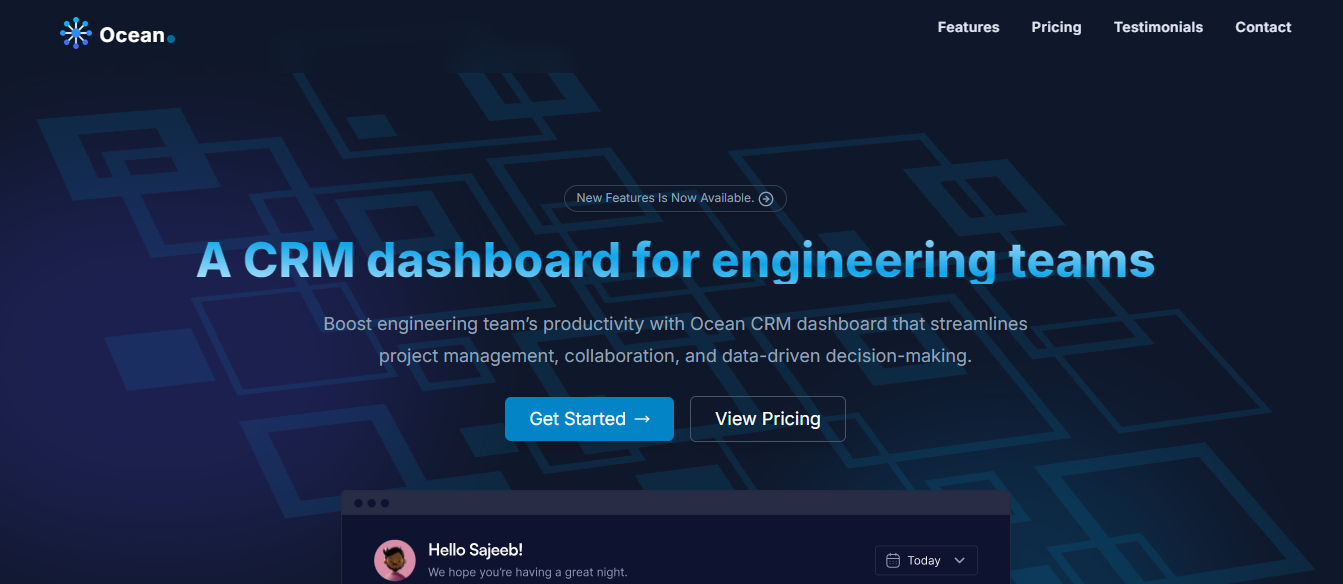 Ocean.
Features Pricing Testimonials Contact
New Features Is Now Available.
A CRM dashboard for engineering teams
Boost engineering team’s productivity with Ocean CRM dashboard that streamlines
project management, collaboration, and data-driven decision-making.
Get Started → View Pricing
Hello Sajeeb!
We hope you're having a great night.
Today